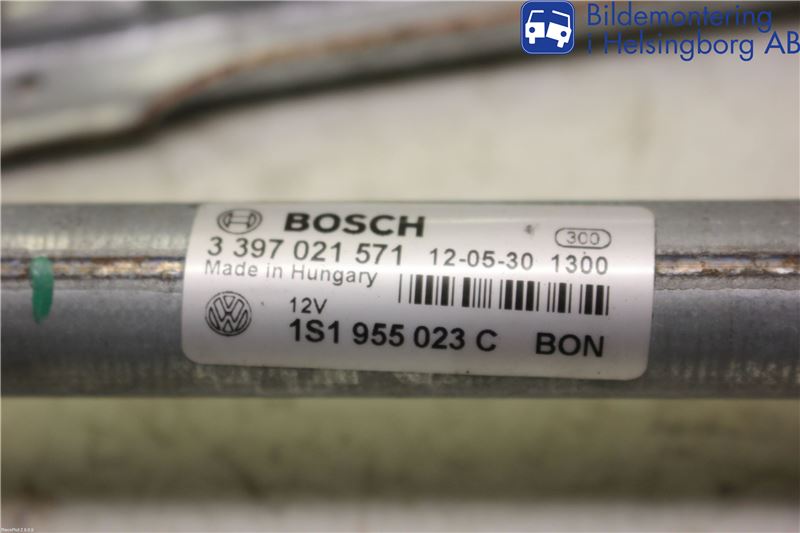 Bildemontering
i Helsingborg AB
BOSCH
300
3 397 021 571 12-05-30 1300
Made in Hungary
12V
1S1 955 023 C BON